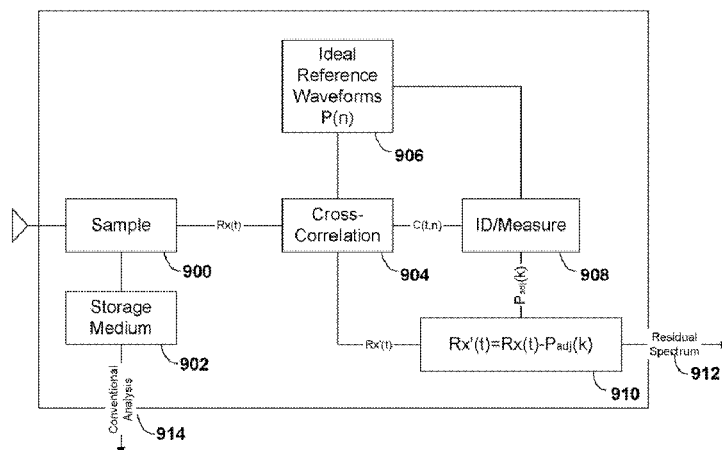 Ideal
Reference
Waveforms
P(n)
906
Sample
900
Rx(t)
Cross-
Correlation
904
C(t,n)
ID/Measure
908
Storage
Medium
902
Padj(k)
Rx'(t)
Rx'(t)=Rx(t)-Padj(k)
910
Residual
Spectrum
912
Conventional
Analysis
914